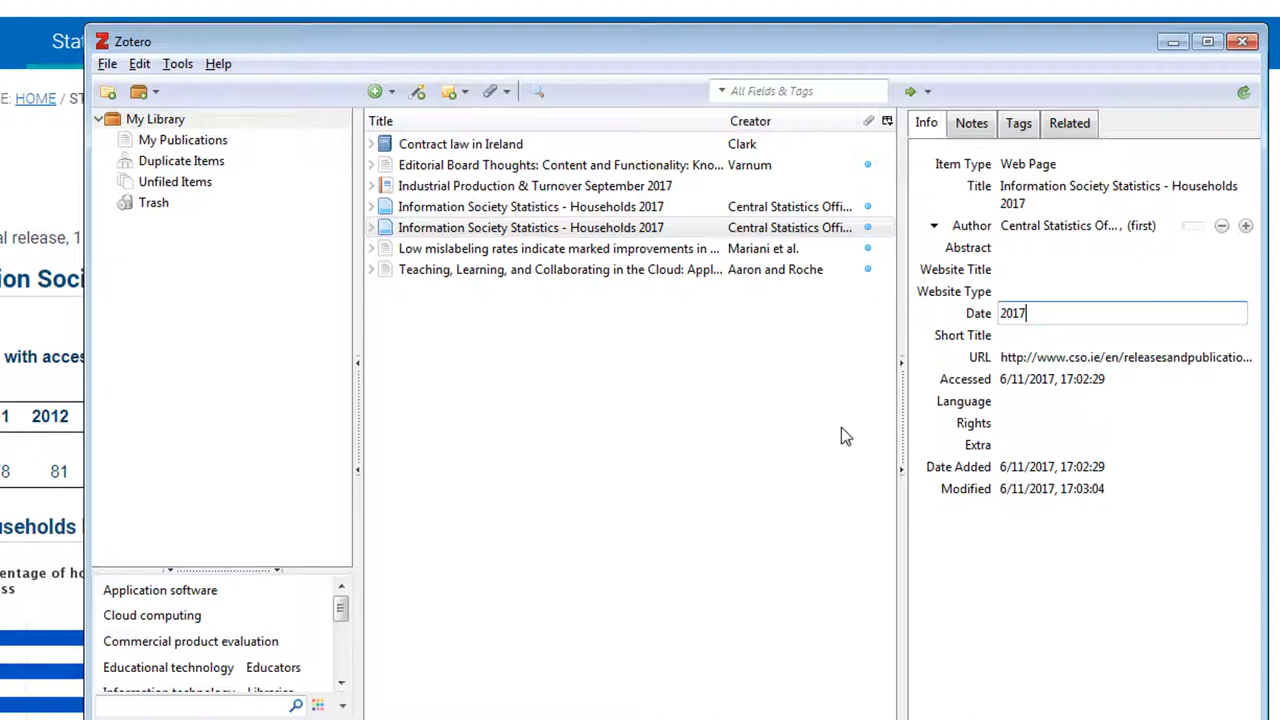 Stat
Zotero
File Edit Tools Help
E: HOME / ST
All Fields & Tags
My Library
My Publications
Duplicate Items
Unfiled Items
Trash
Title Creator
Contract law in Ireland Clark
Editorial Board Thoughts: Content and Functionality: Kno... Varnum
Industrial Production & Turnover September 2017
Information Society Statistics - Households 2017 Central Statistics Offi...
Information Society Statistics - Households 2017 Central Statistics Offi...
Low mislabeling rates indicate marked improvements in ... Mariani et al.
Teaching, Learning, and Collaborating in the Cloud: Appl... Aaron and Roche
Info Notes Tags Related
Item Type Web Page
Title Information Society Statistics - Households
2017
Author Central Statistics Of... , (first)
Abstract
Website Title
Website Type
Date 2017
Short Title
URL http://www.cso.ie/en/releasesandpublicatio...
Accessed 6/11/2017, 17:02:29
Language
Rights
Extra
Date Added 6/11/2017, 17:02:29
Modified 6/11/2017, 17:03:04
al release, 1
ion Soci
with acces
1 2012
8 81
useholds
entage of ho
ss
Application software
Cloud computing
Commercial product evaluation
Educational technology Educators
Information technology Libraries